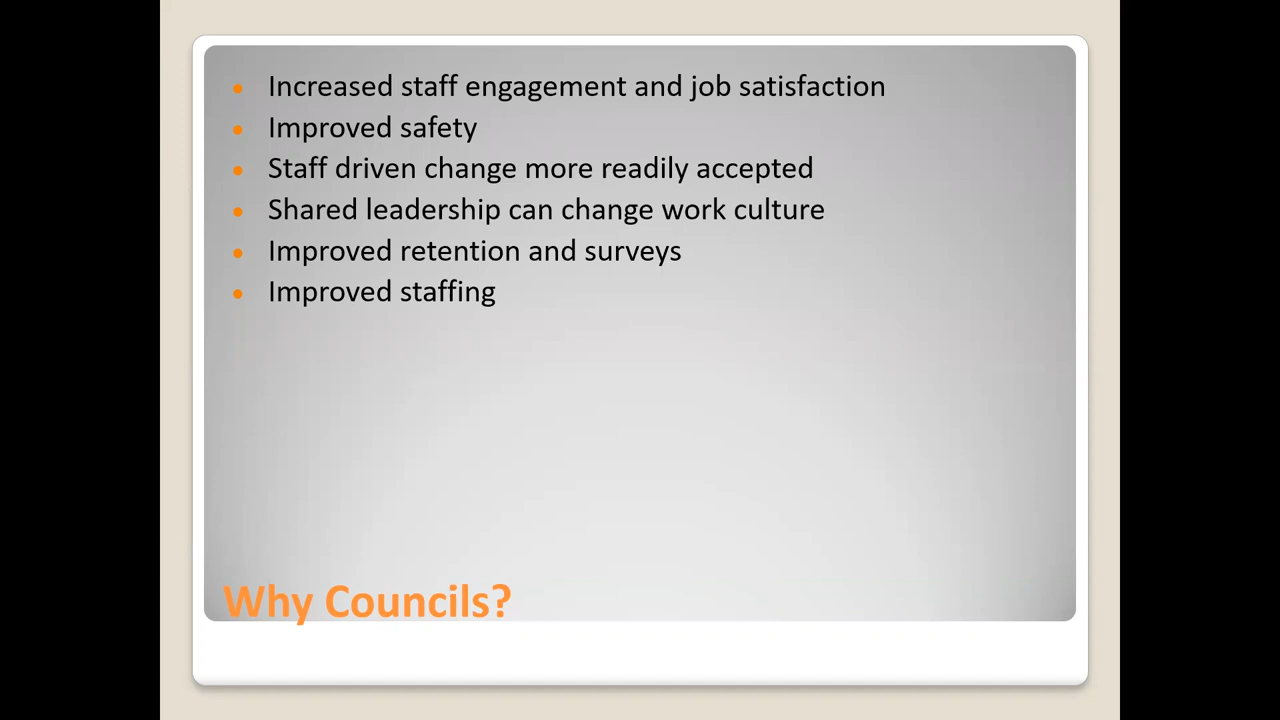 Increased staff engagement and job satisfaction
Improved safety
Staff driven change more readily accepted
Shared leadership can change work culture
Improved retention and surveys
Improved staffing
Why Councils?